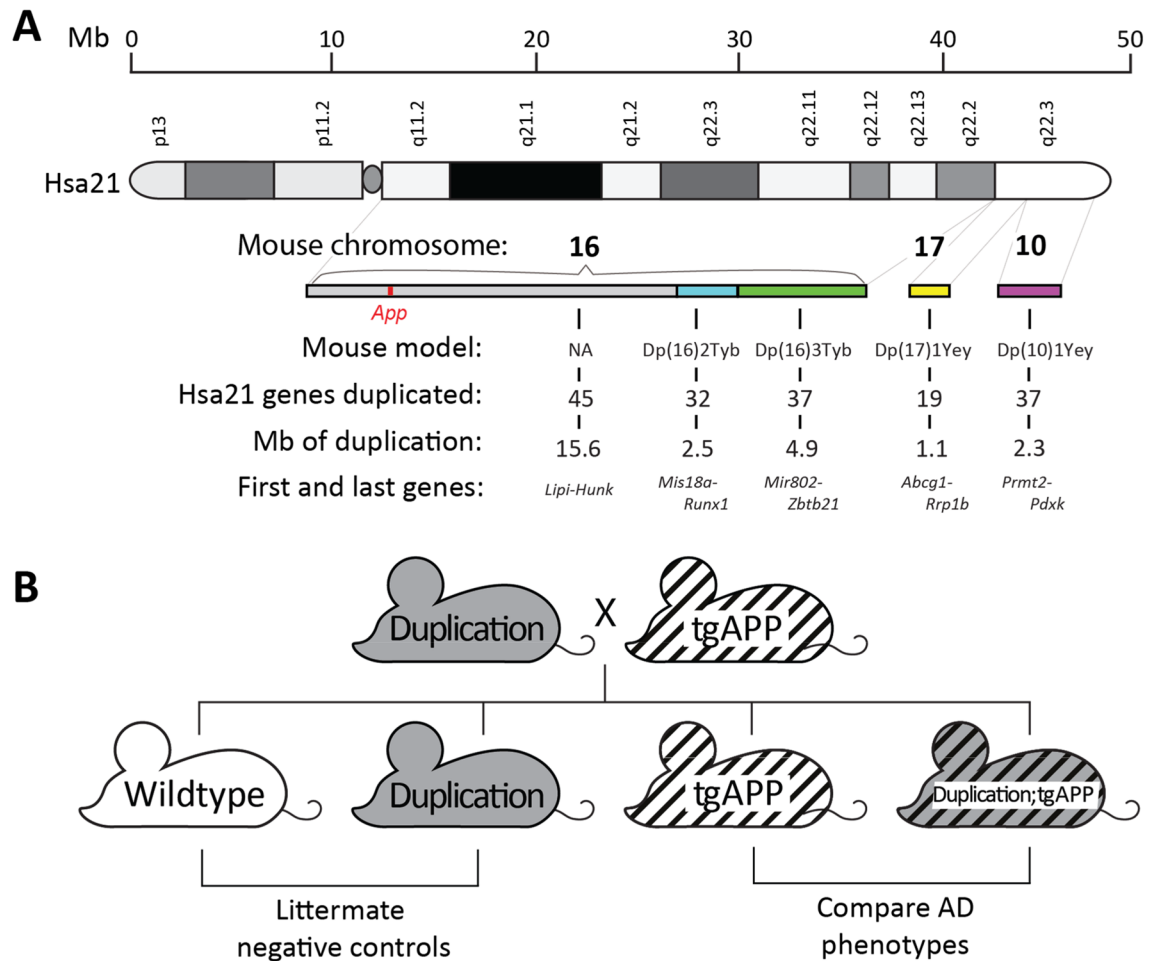 A
Mb 0 10 20 30 40 50
p13 p11.2 q11.2 q21.1 q21.2 q22.3 q22.11 q22.12 q22.13 q22.2 q22.3
Hsa21
Mouse chromosome: 16 17 10
App
Mouse model: NA Dp(16)2Tyb Dp(16)3Tyb Dp(17)1Yey Dp(10)1Yey
Hsa21 genes duplicated: 45 32 37 19 37
Mb of duplication: 15.6 2.5 4.9 1.1 2.3
First and last genes: Lipi-Hunk Mis18a- Mir802- Abcg1- Prmt2-
Runx1 Zbtb21 Rrp1b Pdxk
B
Duplication X tgAPP
Wildtype Duplication tgAPP Duplication;tgAPP
Littermate
negative controls
Compare AD
phenotypes